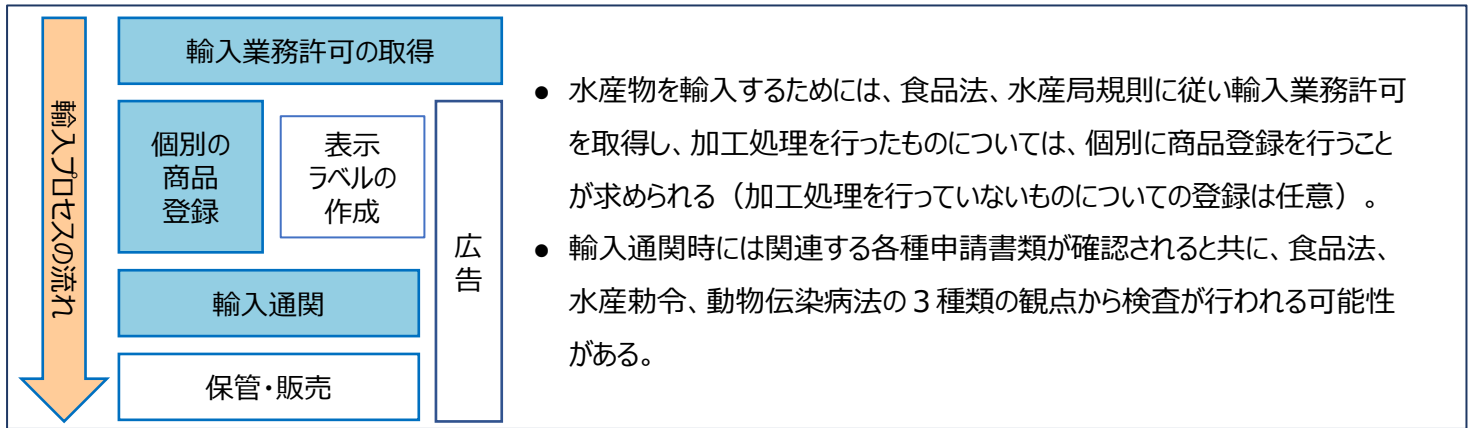 輸入プロセスの流れ
輸入業務許可の取得
個別の
商品
登録
表示
ラベルの
作成
広告
輸入通関
保管・販売
● 水産物を輸入するためには、食品法、水産局規則に従い輸入業務許可
を取得し、加工処理を行ったものについては、個別に商品登録を行うこと
が求められる（加工処理を行っていないものについての登録は任意）。
● 輸入通関時には関連する各種申請書類が確認されると共に、食品法、
水産勅令、動物伝染病法の３種類の観点から検査が行われる可能性
がある。